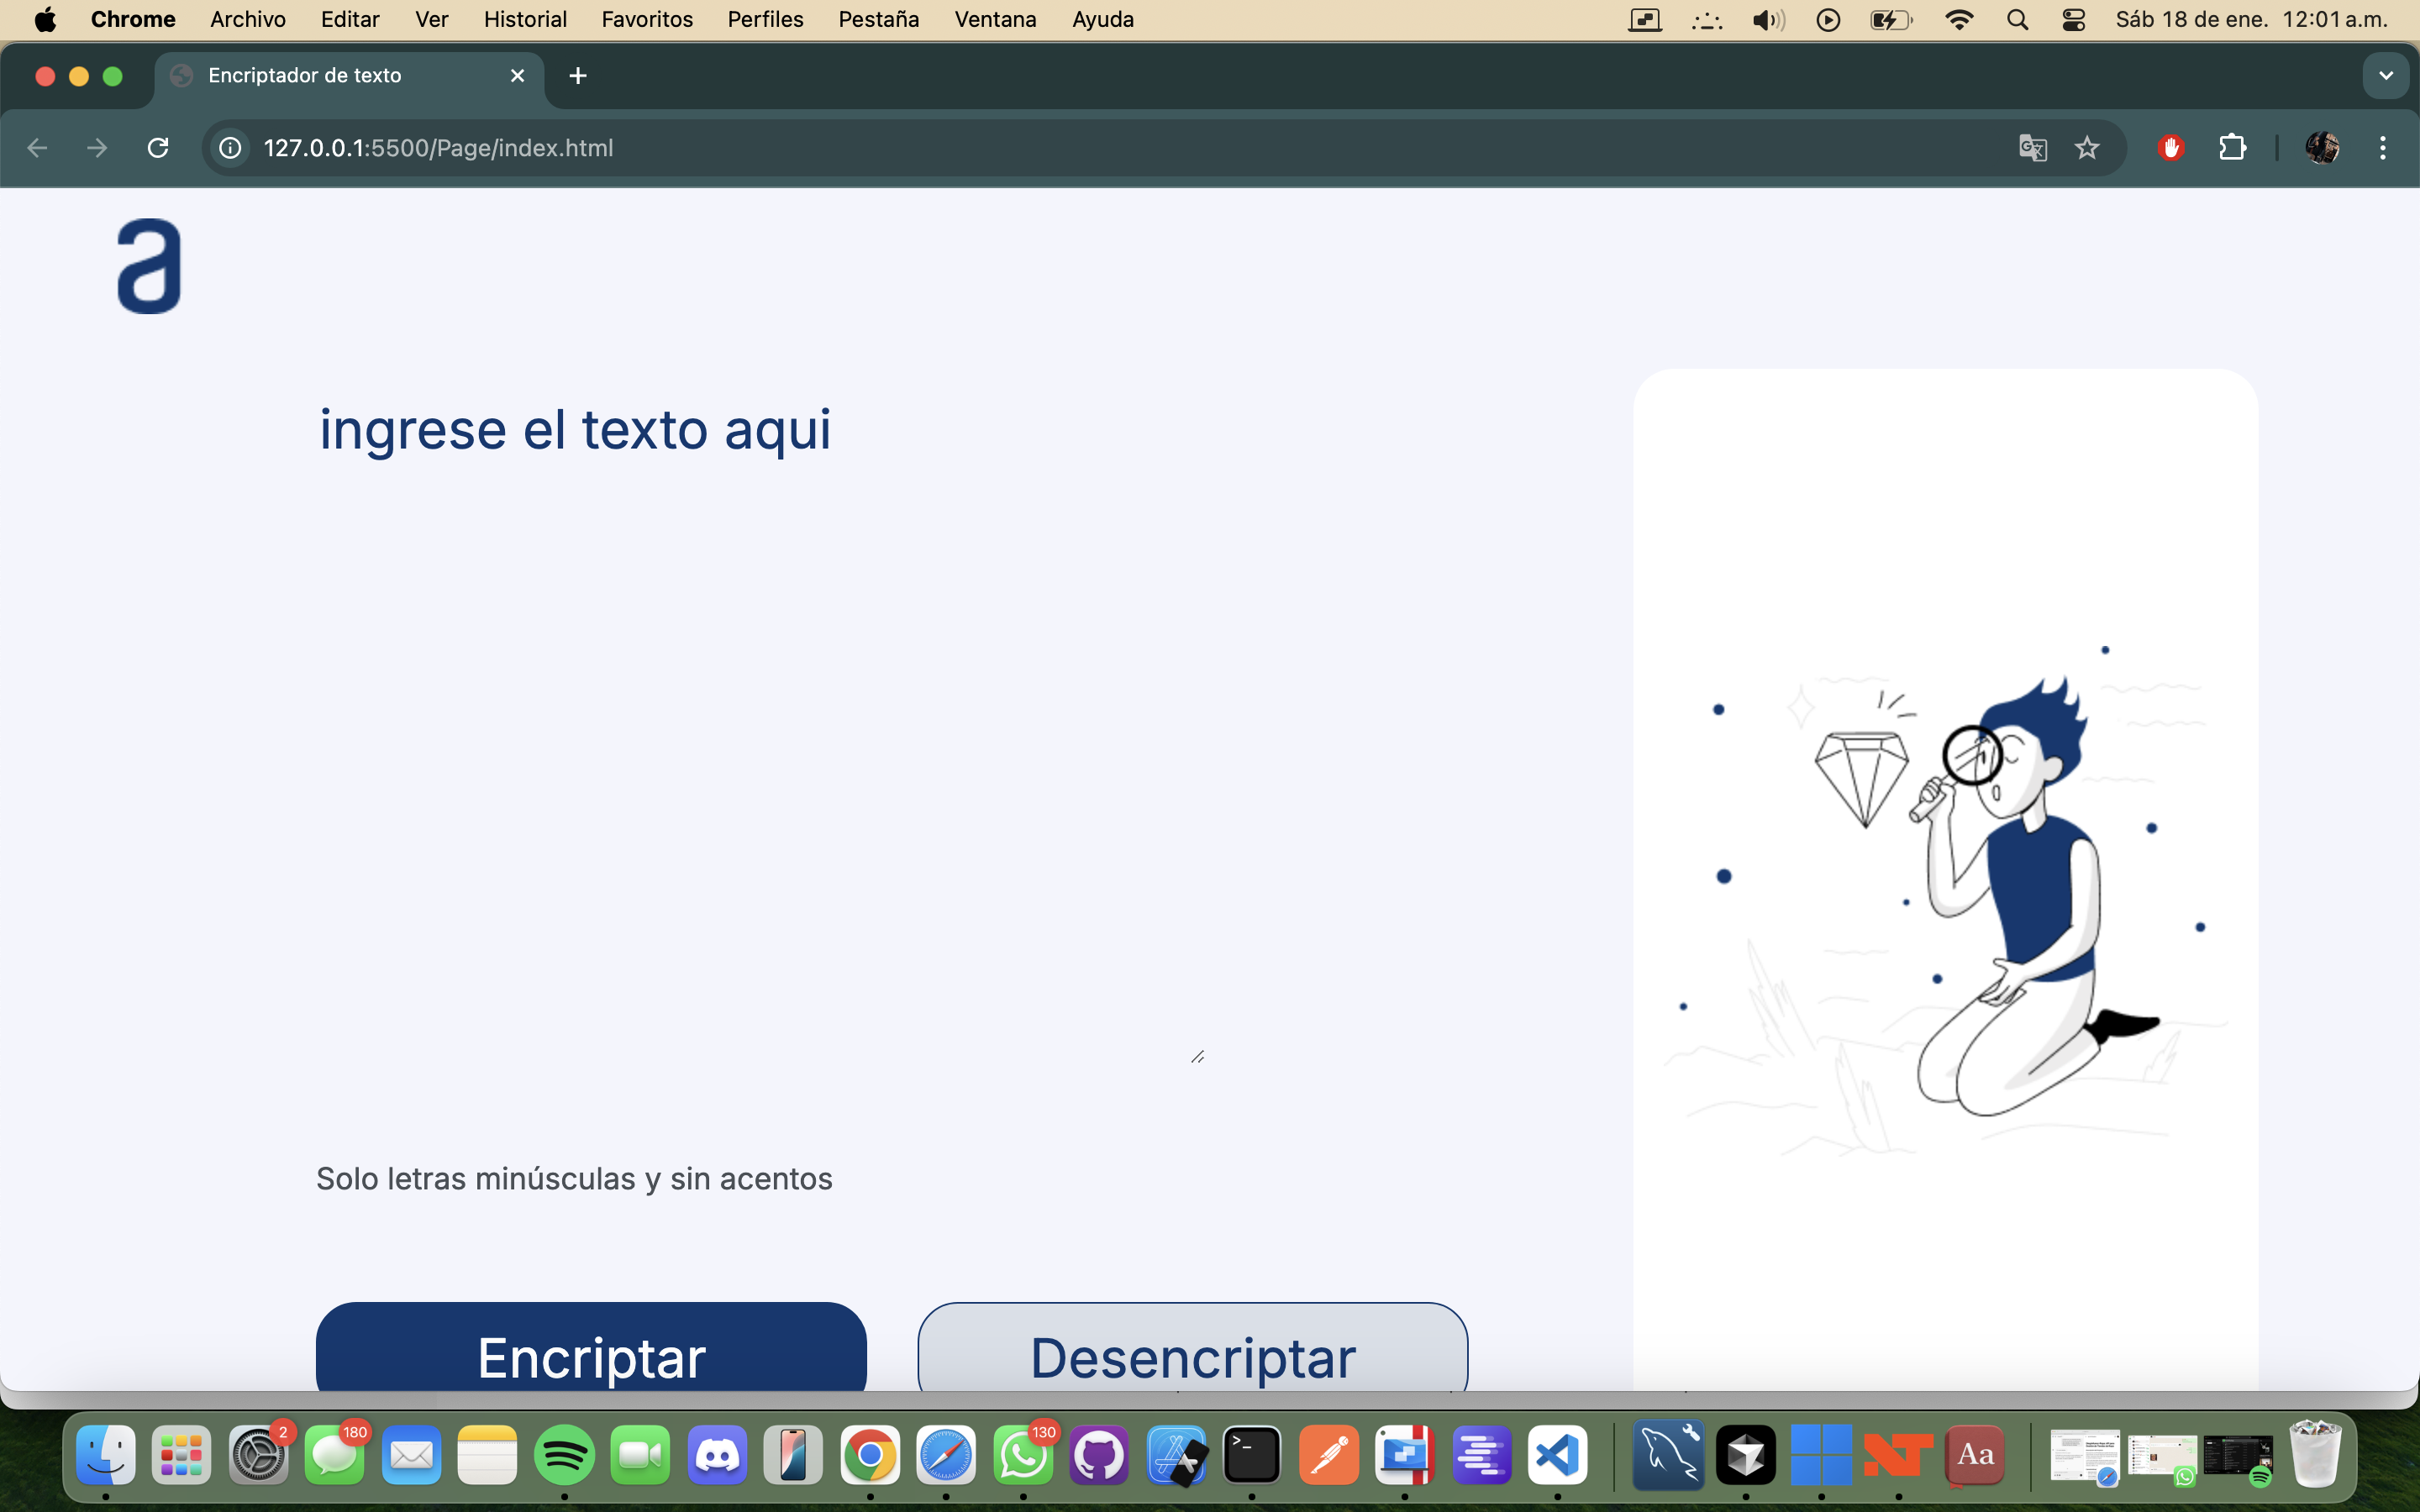 Chrome Archivo Editar Ver Historial Favoritos Perfiles Pestaña Ventana Ayuda Sáb 18 de ene. 12:01 a.m.
Encriptador de texto
127.0.0.1:5500/Page/index.html
a
ingrese el texto aqui
Solo letras minúsculas y sin acentos
Encriptar Desencriptar
2 180 130
Aa